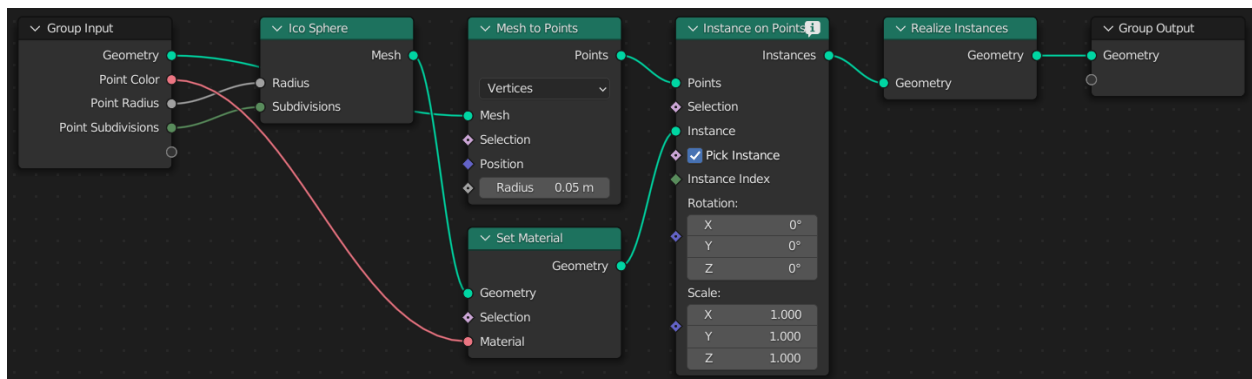 Group Input
Geometry
Point Color
Point Radius
Point Subdivisions
Ico Sphere
Mesh
Radius
Subdivisions
Mesh to Points
Points
Vertices
Mesh
Selection
Position
Radius 0.05 m
Set Material
Geometry
Geometry
Selection
Material
Instance on Points
Instances
Points
Selection
Instance
Pick Instance
Instance Index
Rotation:
X 0°
Y 0°
Z 0°
Scale:
X 1.000
Y 1.000
Z 1.000
Realize Instances
Geometry
Geometry
Group Output
Geometry